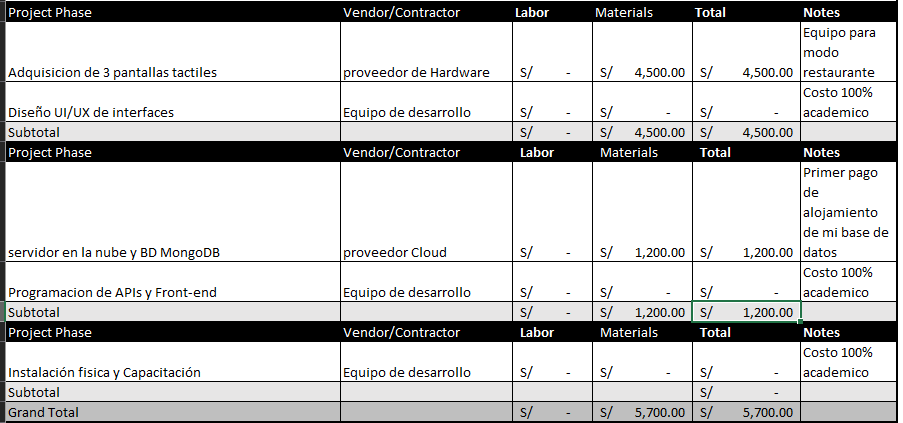 Project Phase Vendor/Contractor Labor Materials Total Notes
Adquisicion de 3 pantallas tactiles proveedor de Hardware S/ - S/ 4,500.00 S/ 4,500.00 Equipo para
modo
restaurante
Diseño UI/UX de interfaces Equipo de desarrollo S/ - S/ - S/ - Costo 100%
academico
Subtotal S/ - S/ 4,500.00 S/ 4,500.00
Project Phase Vendor/Contractor Labor Materials Total Notes
servidor en la nube y BD MongoDB proveedor Cloud S/ - S/ 1,200.00 S/ 1,200.00 Primer pago
de
alojamiento
de mi base de
datos
Programacion de APIs y Front-end Equipo de desarrollo S/ - S/ - S/ - Costo 100%
academico
Subtotal S/ - S/ 1,200.00 S/ 1,200.00
Project Phase Vendor/Contractor Labor Materials Total Notes
Instalación fisica y Capacitación Equipo de desarrollo S/ - S/ - S/ - Costo 100%
academico
Subtotal S/ -
Grand Total S/ - S/ 5,700.00 S/ 5,700.00